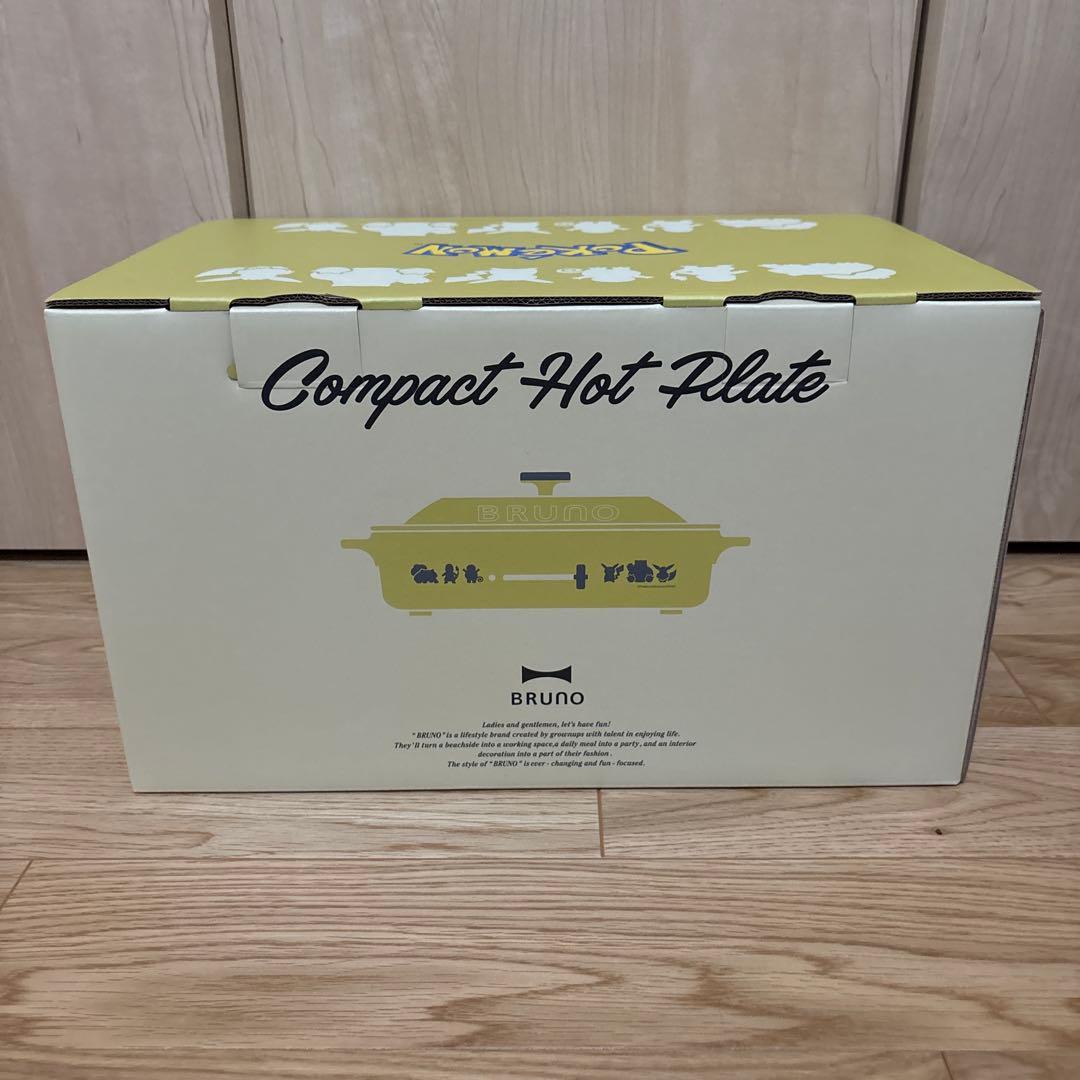 POKÉMON
Compact Hot Plate
BRUNO
BRUNO
Ladies and gentlemen, let's have fun!
"BRUNO" is a lifestyle brand created by grownups with talent in enjoying life.
They'll turn a beachside into a working space,a daily meal into a party, and an interior
decoration into a part of their fashion.
The style of "BRUNO" is ever - changing and fun - focused.